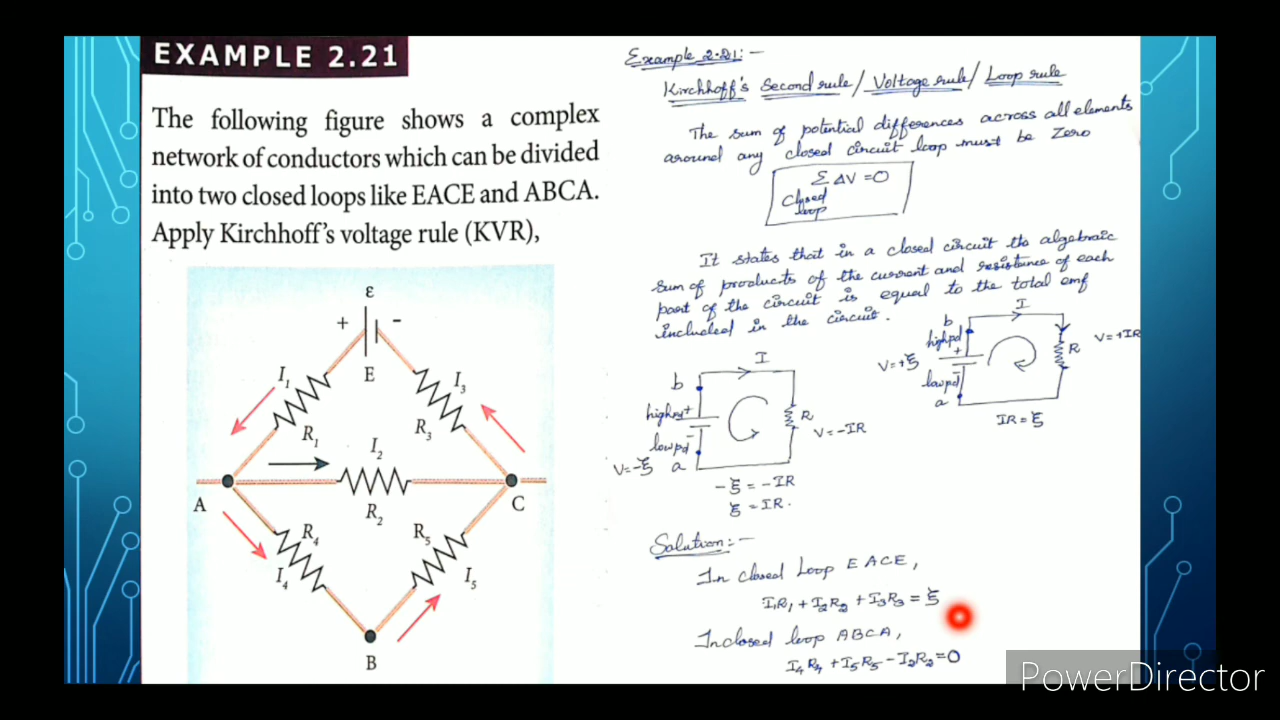 EXAMPLE 2.21
The following figure shows a complex
network of conductors which can be divided
into two closed loops like EACE and ABCA.
Apply Kirchhoff's voltage rule (KVR),
ε
+ -
E
I₁
I₃
R₁
R₃
I₂
A
C
R₂
R₄
R₅
I₄
I₅
B
Example 2.21:-
Kirchhoff's Second rule / Voltage rule / Loop rule
The sum of potential differences across all elements
around any closed circuit loop must be zero
Σ ΔV = 0
Closed
loop
It states that in a closed circuit the algebraic
sum of products of the current and resistance of each
part of the circuit is equal to the total emf
included in the circuit.
I
b
high pd +
low pd -
V=-ξ a
R
V=-IR
-ξ = -IR
ξ = IR.
I
b
high pd
+
V=+ξ
low pd -
a
R
V=+IR
IR = ξ
Solution:-
In closed Loop EACE,
I₁R₁ + I₂R₂ + I₃R₃ = ξ
In closed loop ABCA,
I₄R₄ + I₅R₅ - I₂R₂ = 0
PowerDirector